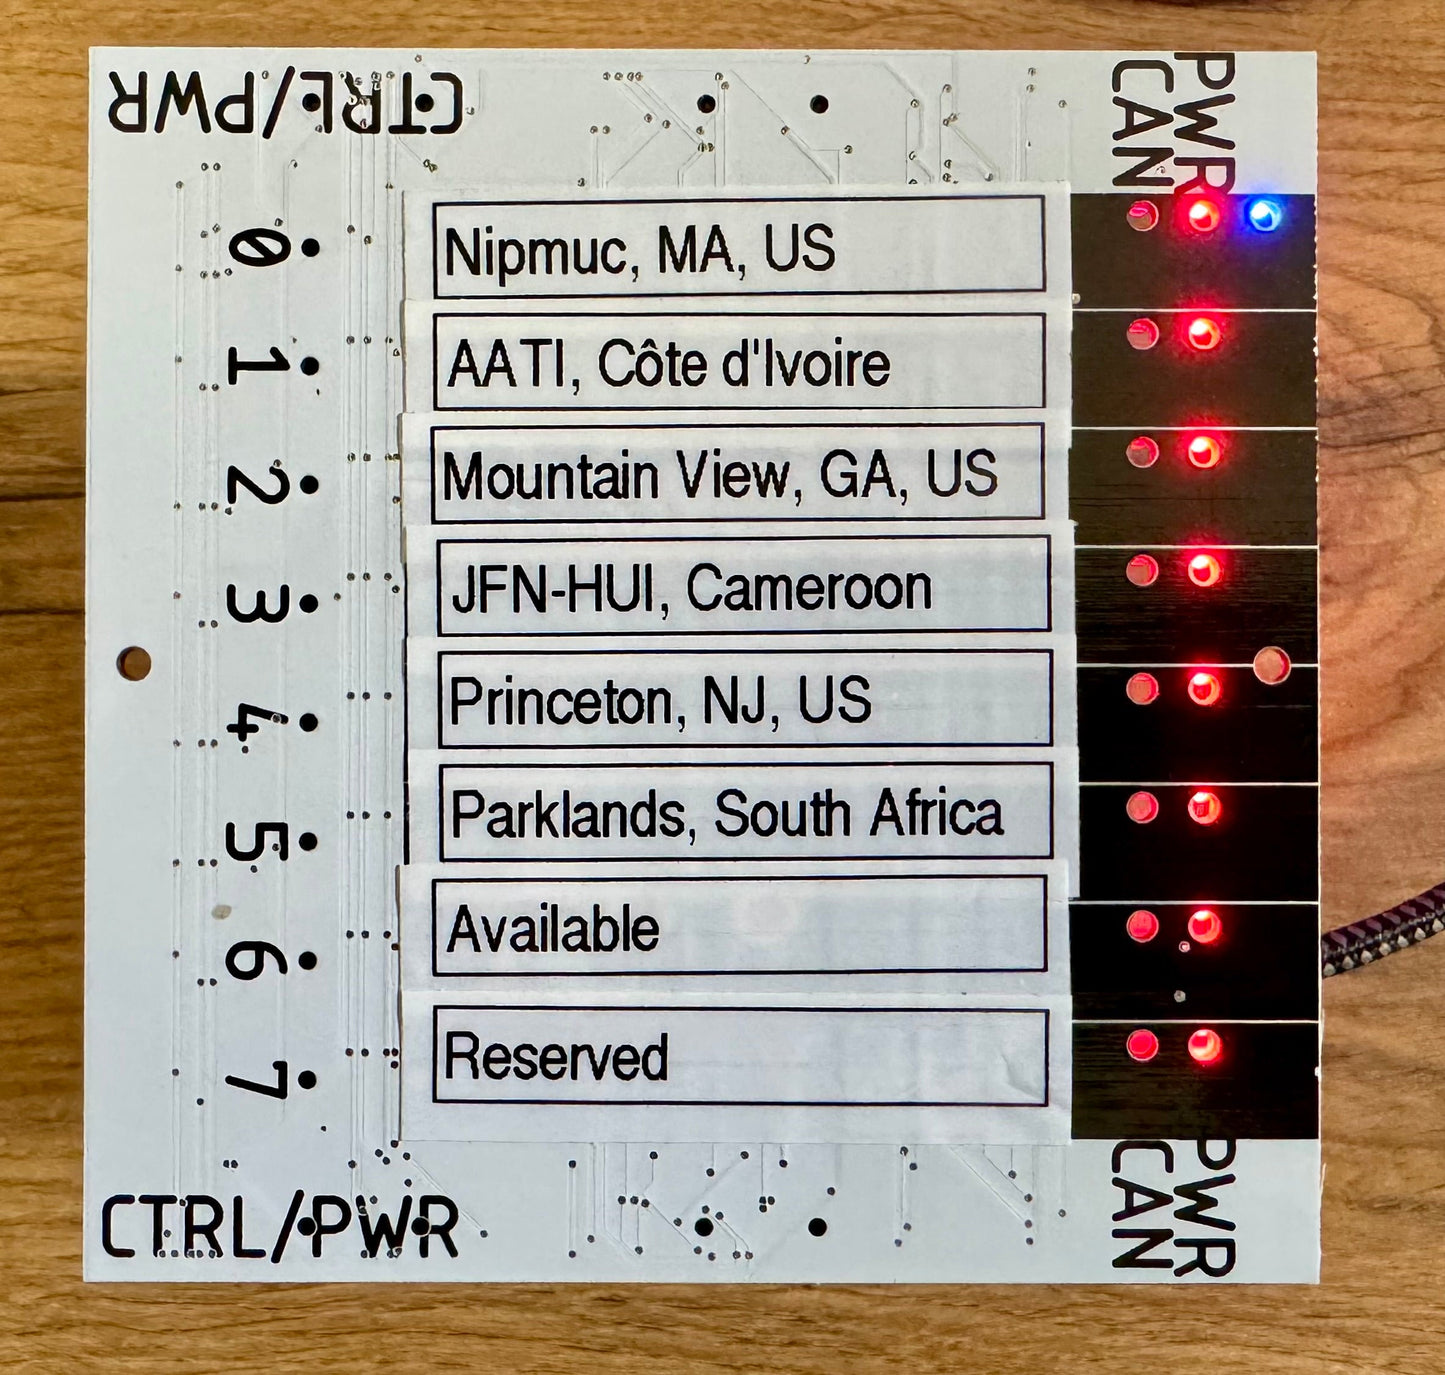 CTRL/PWR
PWR
CAN
0
Nipmuc, MA, US
1
AATI, Côte d'Ivoire
2
Mountain View, GA, US
3
JFN-HUI, Cameroon
4
Princeton, NJ, US
5
Parklands, South Africa
6
Available
7
Reserved
CTRL/PWR
PWR
CAN